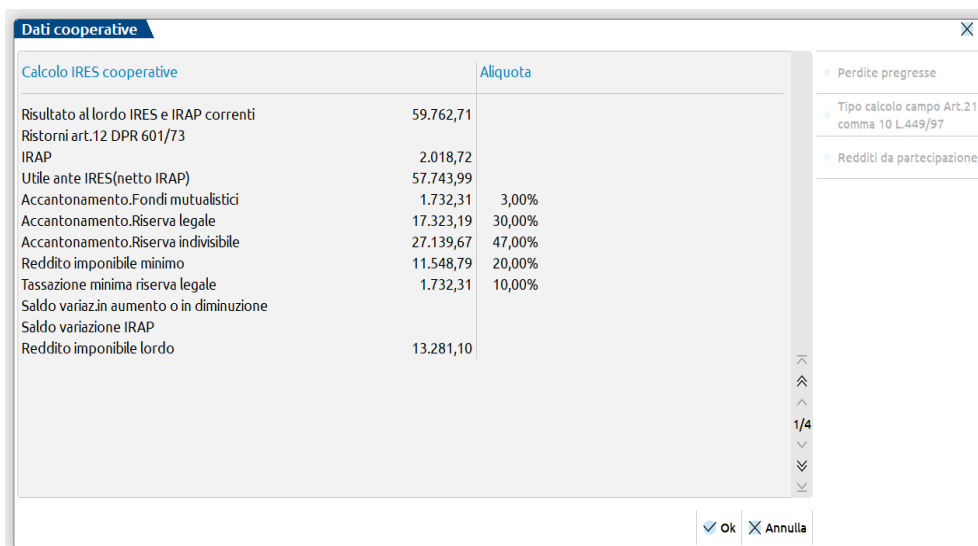 Dati cooperative
Calcolo IRES cooperative Aliquota
Risultato al lordo IRES e IRAP correnti 59.762,71
Ristorni art.12 DPR 601/73
IRAP 2.018,72
Utile ante IRES(netto IRAP) 57.743,99
Accantonamento.Fondi mutualistici 1.732,31 3,00%
Accantonamento.Riserva legale 17.323,19 30,00%
Accantonamento.Riserva indivisibile 27.139,67 47,00%
Reddito imponibile minimo 11.548,79 20,00%
Tassazione minima riserva legale 1.732,31 10,00%
Saldo variaz.in aumento o in diminuzione
Saldo variazione IRAP
Reddito imponibile lordo 13.281,10
1/4
Perdite pregresse
Tipo calcolo campo Art.21
comma 10 L.449/97
Redditi da partecipazione
Ok Annulla